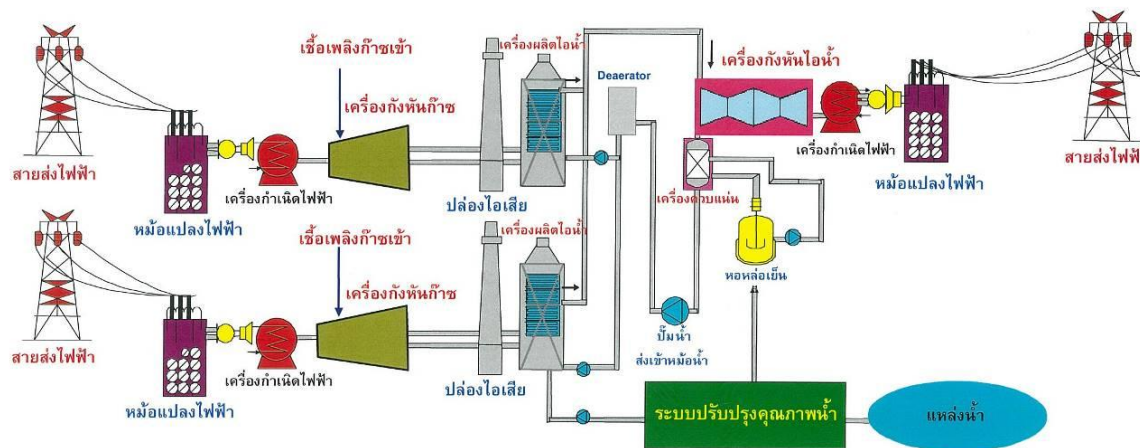 เชื้อเพลิงก๊าซเข้า
เครื่องผลิตไอน้ำ
เครื่องกังหันไอน้ำ
Deaerator
เครื่องกังหันก๊าซ
สายส่งไฟฟ้า
เครื่องกำเนิดไฟฟ้า
หม้อแปลงไฟฟ้า
ปล่องไอเสีย
เครื่องควบแน่น
เครื่องกำเนิดไฟฟ้า
หม้อแปลงไฟฟ้า
สายส่งไฟฟ้า
เชื้อเพลิงก๊าซเข้า
เครื่องผลิตไอน้ำ
เครื่องกังหันก๊าซ
หอหล่อเย็น
สายส่งไฟฟ้า
เครื่องกำเนิดไฟฟ้า
หม้อแปลงไฟฟ้า
ปล่องไอเสีย
ปั๊มน้ำ
ส่งเข้าหม้อน้ำ
ระบบปรับปรุงคุณภาพน้ำ
แหล่งน้ำ